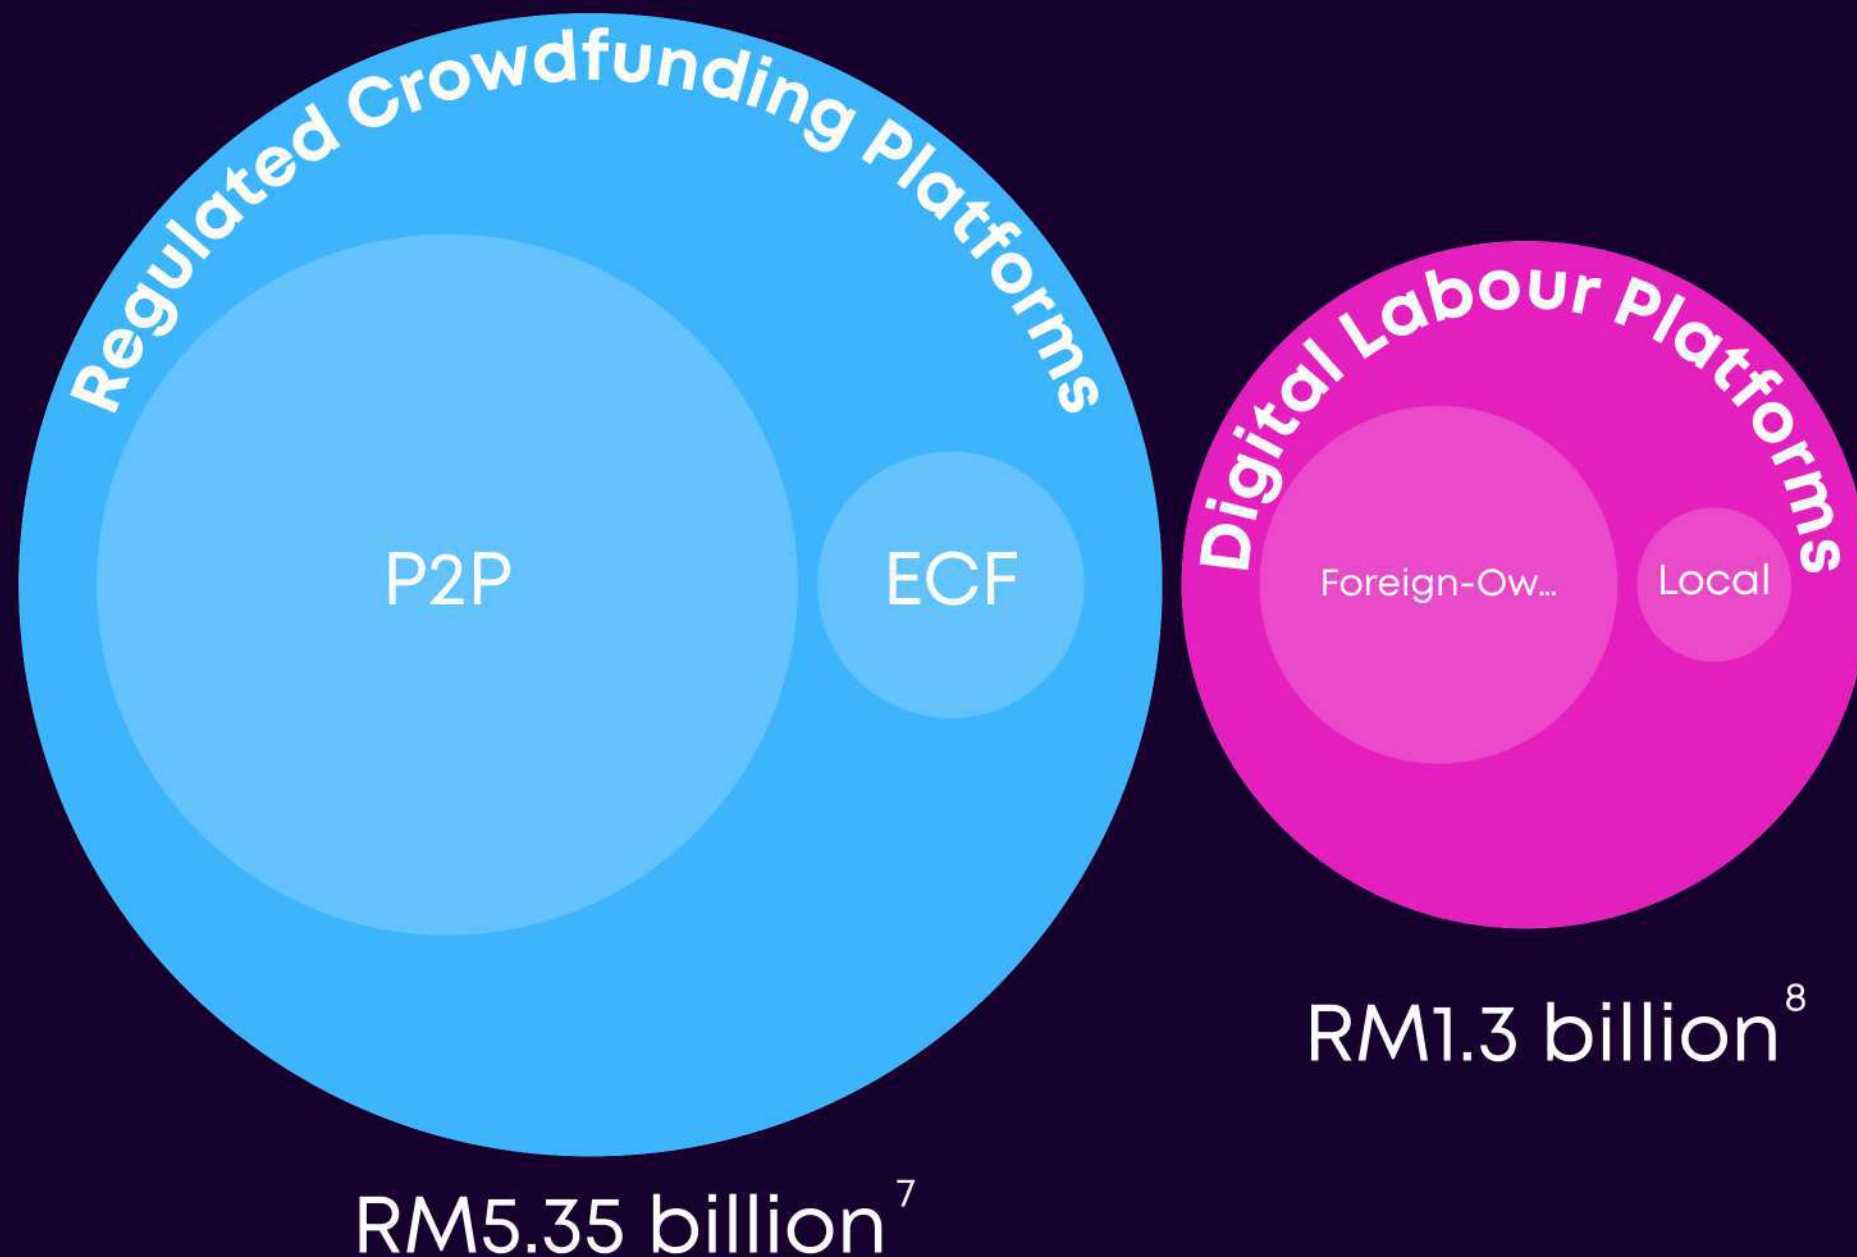 Regulated Crowdfunding Platforms
P2P
ECF
RM5.35 billion7
Digital Labour Platforms
Foreign-Ow...
Local
RM1.3 billion8